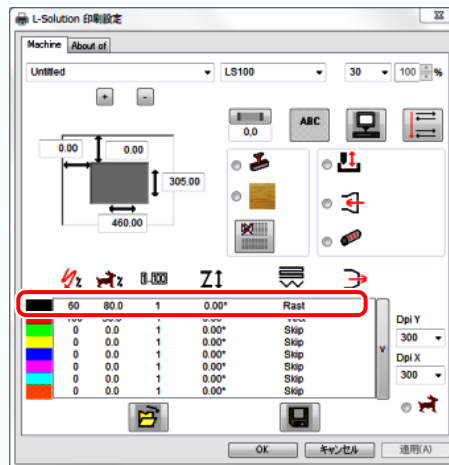 L-Solution 印刷設定
Machine About of
Untitled LS100 30 100 %
+ -
0,0 ABC
0.00 0.00
305.00
460.00
% % 1-100 Z
60 80.0 1 0.00* Rast
0 0.0 1 0.00* Skip
0 0.0 1 0.00* Skip
0 0.0 1 0.00* Skip
0 0.0 1 0.00* Skip
0 0.0 1 0.00* Skip
0 0.0 1 0.00* Skip
Dpi Y
300
v
Dpi X
300
OK キャンセル 適用(A)